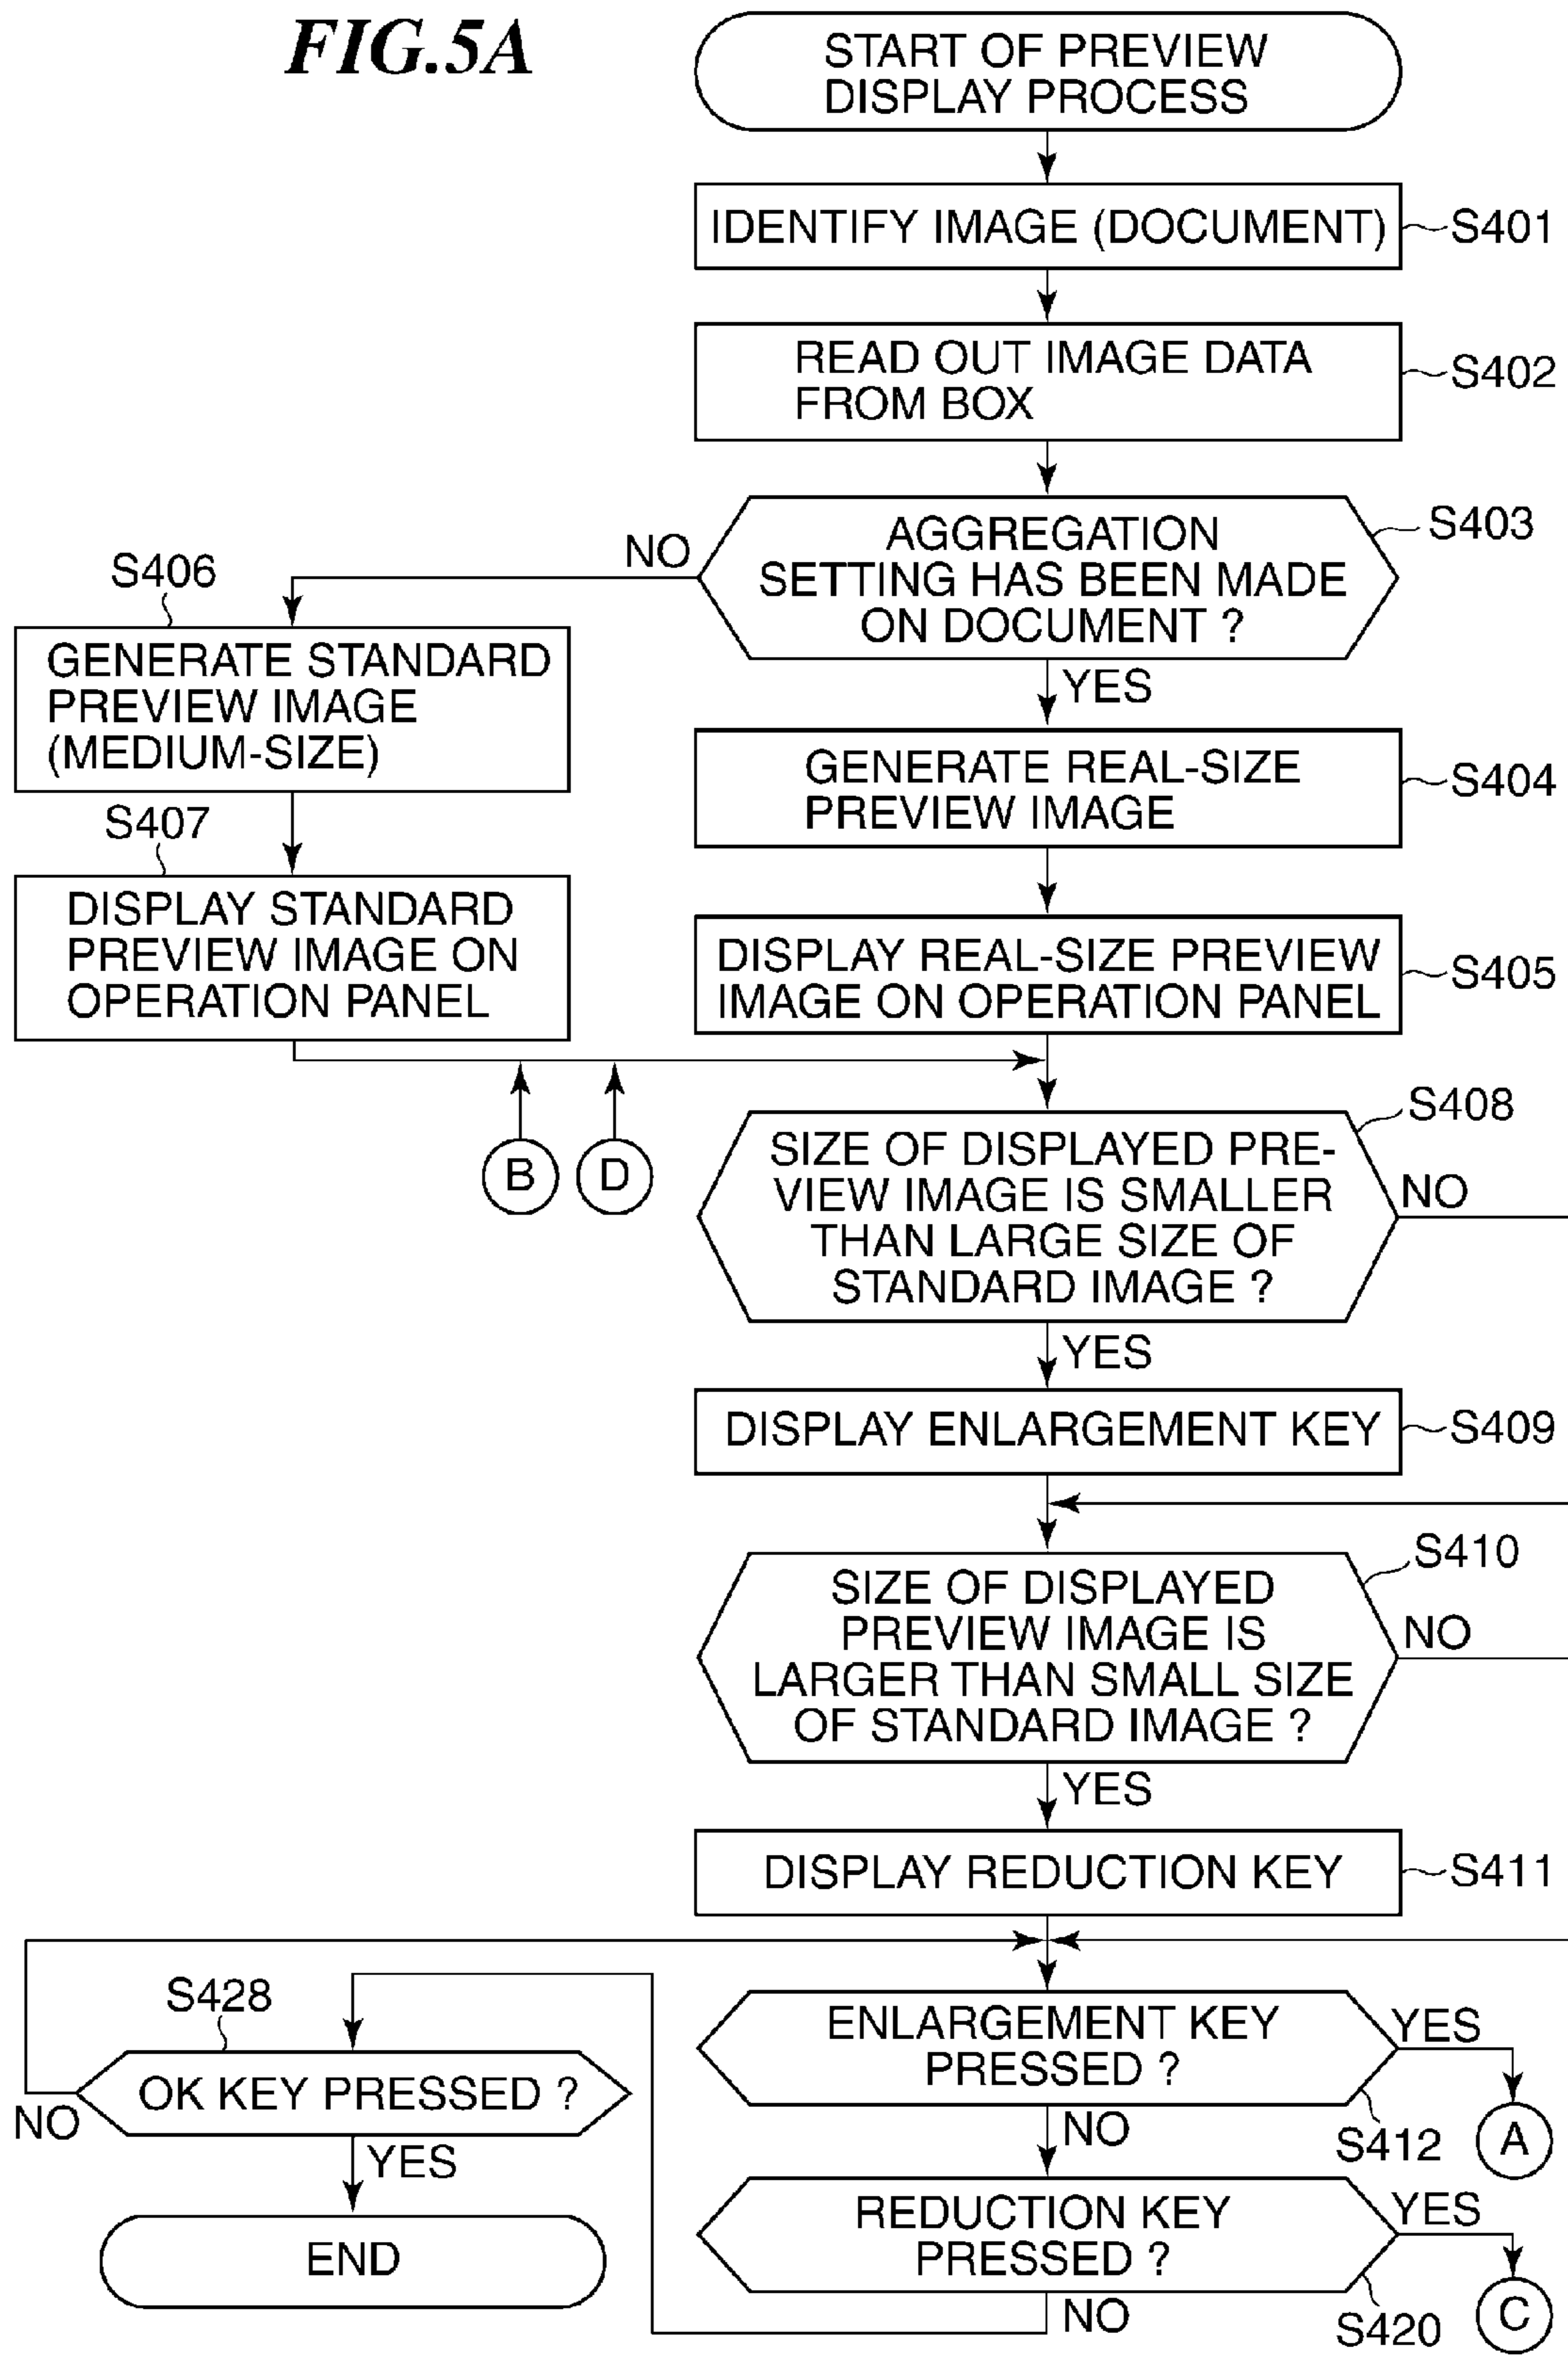 FIG.5A
START OF PREVIEW
DISPLAY PROCESS
IDENTIFY IMAGE (DOCUMENT)
S401
READ OUT IMAGE DATA
FROM BOX
S402
AGGREGATION
SETTING HAS BEEN MADE
ON DOCUMENT ?
S403
NO
YES
S406
GENERATE STANDARD
PREVIEW IMAGE
(MEDIUM-SIZE)
GENERATE REAL-SIZE
PREVIEW IMAGE
S404
S407
DISPLAY STANDARD
PREVIEW IMAGE ON
OPERATION PANEL
DISPLAY REAL-SIZE PREVIEW
IMAGE ON OPERATION PANEL
S405
B
D
S408
SIZE OF DISPLAYED PRE-
VIEW IMAGE IS SMALLER
THAN LARGE SIZE OF
STANDARD IMAGE ?
NO
YES
DISPLAY ENLARGEMENT KEY
S409
S410
SIZE OF DISPLAYED
PREVIEW IMAGE IS
LARGER THAN SMALL SIZE
OF STANDARD IMAGE ?
NO
YES
DISPLAY REDUCTION KEY
S411
S428
OK KEY PRESSED ?
NO
YES
END
ENLARGEMENT KEY
PRESSED ?
YES
S412
A
NO
REDUCTION KEY
PRESSED ?
YES
S420
C
NO